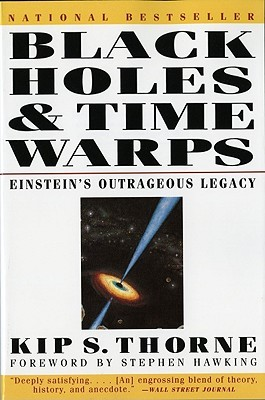 NATIONAL BESTSELLER
BLACK
HOLES
& TIME
WARPS
EINSTEIN'S OUTRAGEOUS LEGACY
KIP S. THORNE
FOREWORD BY STEPHEN HAWKING
"Deeply satisfying. . . . [An] engrossing blend of theory,
history, and anecdote." —WALL STREET JOURNAL